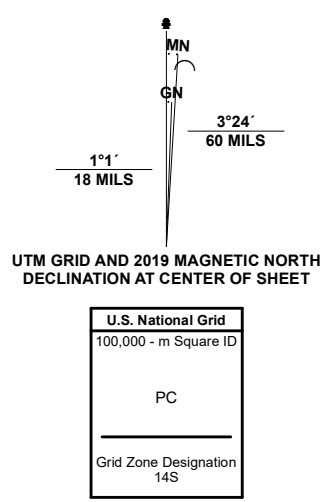 MN
GN
3°24´
60 MILS
1°1´
18 MILS
UTM GRID AND 2019 MAGNETIC NORTH
DECLINATION AT CENTER OF SHEET
U.S. National Grid
100,000 - m Square ID
PC
Grid Zone Designation
14S